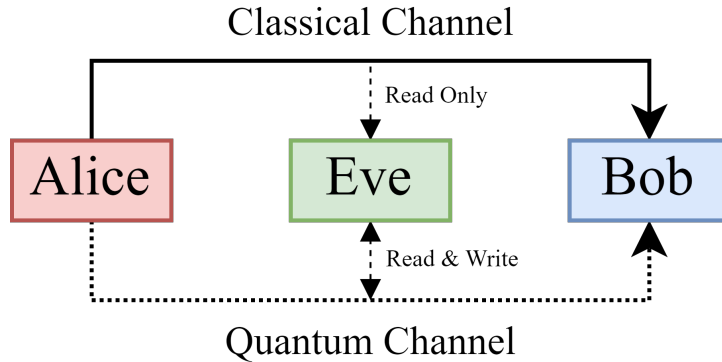 Classical Channel
Read Only
Alice
Eve
Bob
Read & Write
Quantum Channel